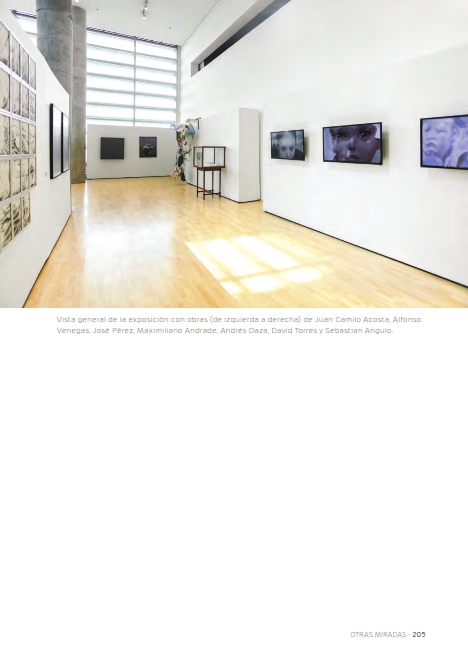 Vista general de la exposición con obras (de izquierda a derecha) de Juan Camilo Acosta, Alfonso
Venegas, José Pérez, Maximiliano Andrade, Andrés Daza, David Torres y Sebastian Angulo.
OTRAS MIRADAS - 205